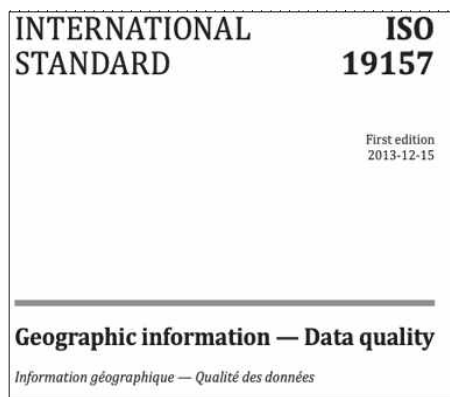 INTERNATIONAL
STANDARD
ISO
19157
First edition
2013-12-15
Geographic information — Data quality
Information géographique — Qualité des données